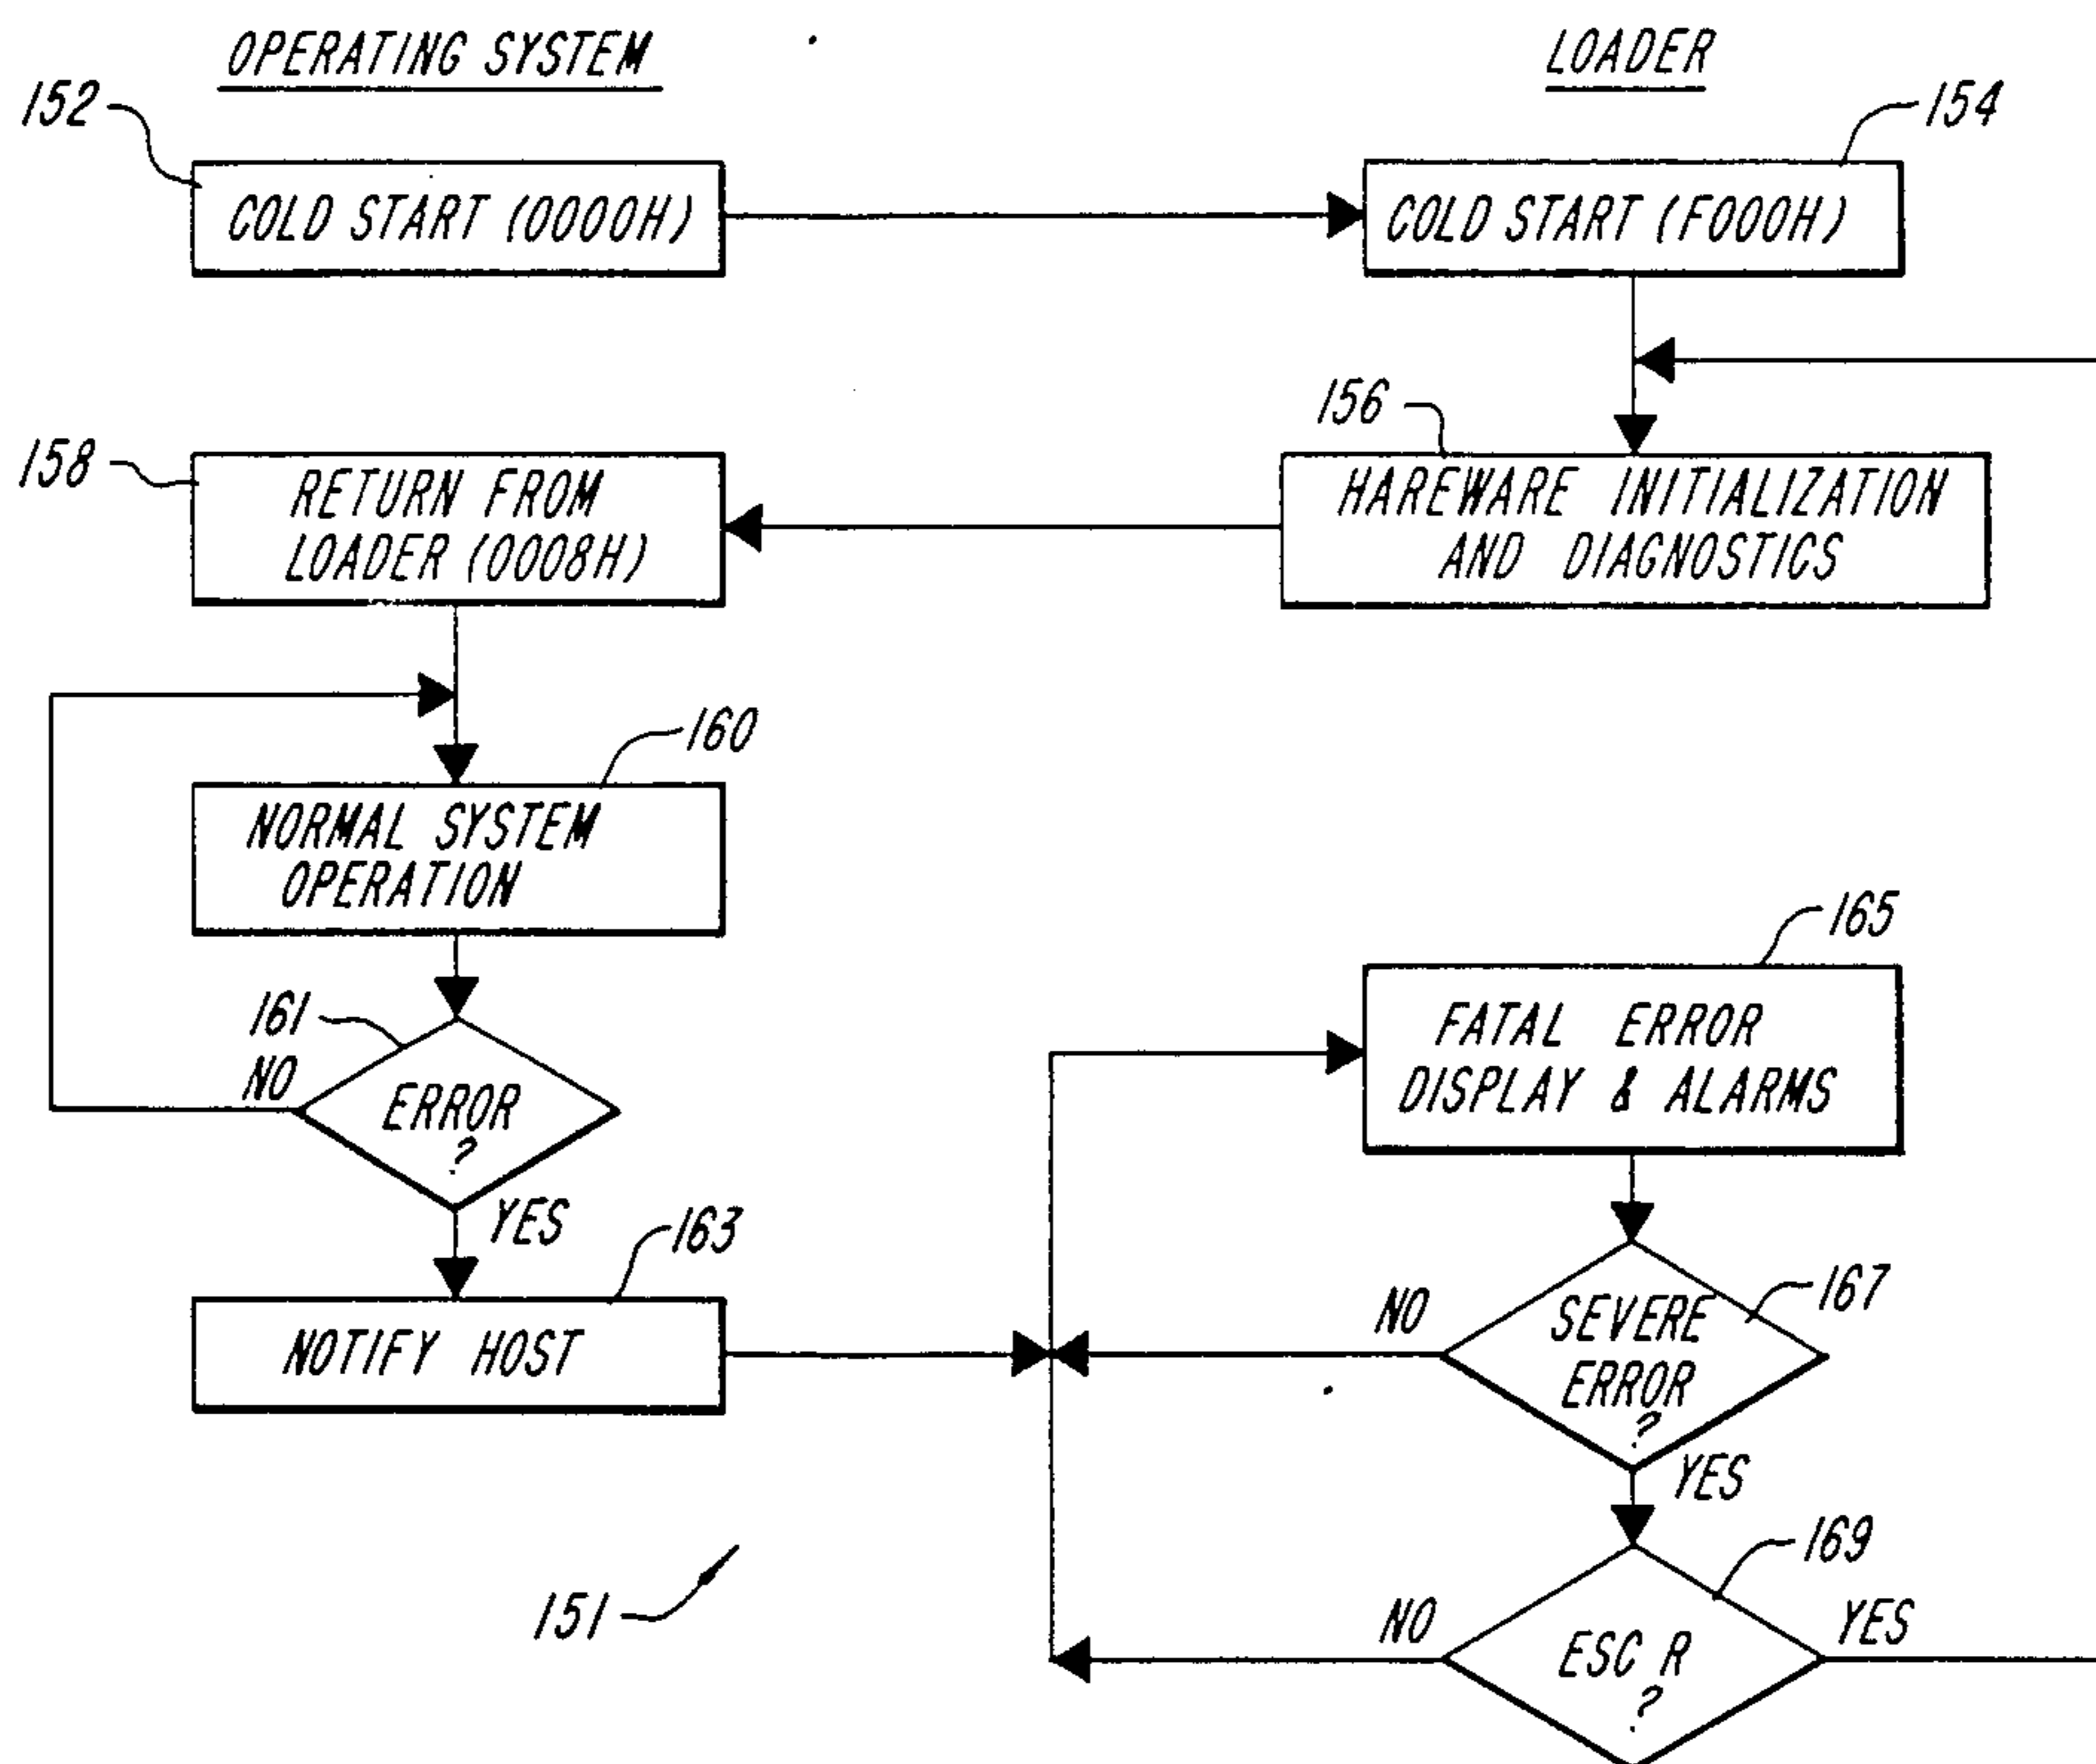 OPERATING SYSTEM
LOADER
152
154
COLD START (0000H)
COLD START (F000H)
156
158
RETURN FROM
LOADER (0008H)
HAREWARE INITIALIZATION
AND DIAGNOSTICS
160
NORMAL SYSTEM
OPERATION
165
161
NO
ERROR
?
YES
FATAL ERROR
DISPLAY & ALARMS
163
NOTIFY HOST
167
NO
SEVERE
ERROR
?
YES
151
169
NO
ESC R
?
YES